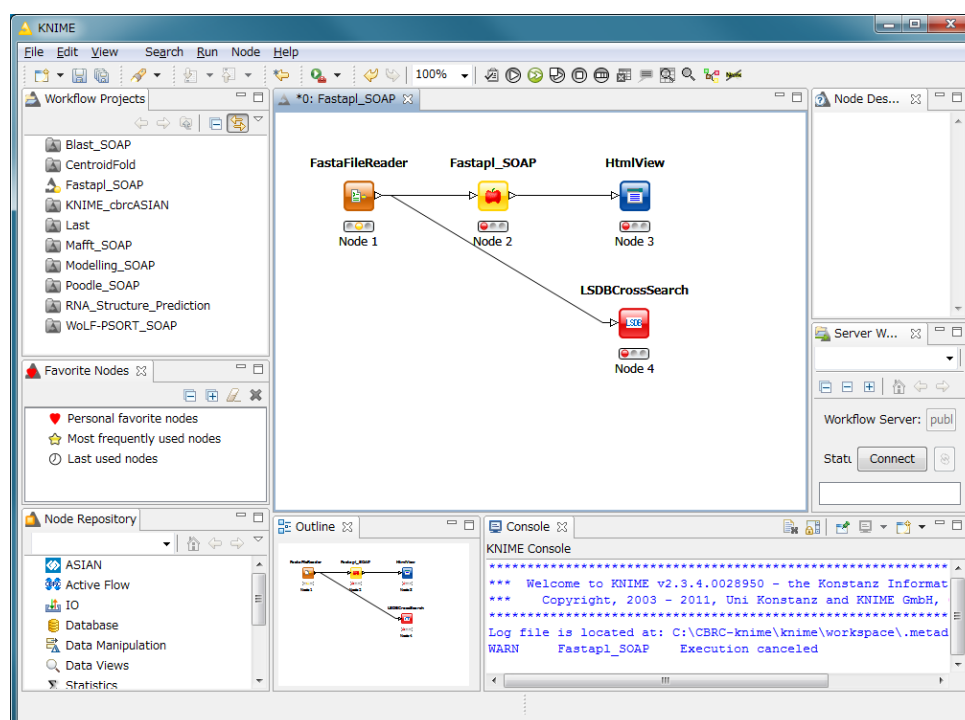 KNIME
File Edit View Search Run Node Help
100%
Workflow Projects
Blast_SOAP
CentroidFold
Fastapl_SOAP
KNIME_cbrcASIAN
Last
Mafft_SOAP
Modelling_SOAP
Poodle_SOAP
RNA_Structure_Prediction
WoLF-PSORT_SOAP
Favorite Nodes
Personal favorite nodes
Most frequently used nodes
Last used nodes
Node Repository
ASIAN
Active Flow
IO
Database
Data Manipulation
Data Views
Statistics
*0: Fastapl_SOAP
FastaFileReader Fastapl_SOAP HtmlView
Node 1 Node 2 Node 3
LSDBCrossSearch
LSDB
Node 4
Outline
Console
KNIME Console
*** Welcome to KNIME v2.3.4.0028950 - the Konstanz Informat
*** Copyright, 2003 - 2011, Uni Konstanz and KNIME GmbH,
Log file is located at: C:\CBRC-knime\knime\workspace\.metad
WARN Fastapl_SOAP Execution canceled
Node Des...
Server W...
Workflow Server: publ
Statu Connect